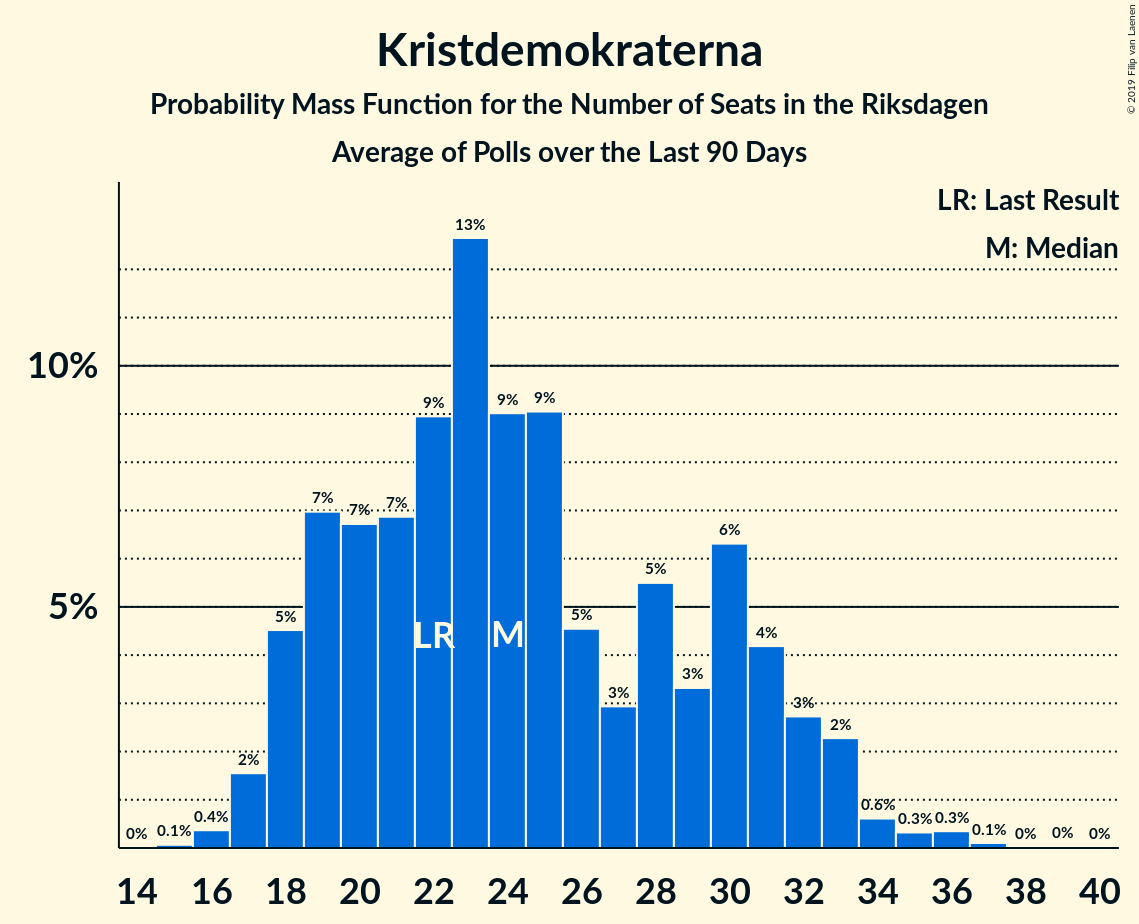 © 2019 Filip van Laenen
Kristdemokraterna
Probability Mass Function for the Number of Seats in the Riksdagen
Average of Polls over the Last 90 Days
LR: Last Result
M: Median
10%
5%
0% 0.1% 0.4% 2% 5% 7% 7% 7% 9% 13% 9% 9% 5% 3% 5% 3% 6% 4% 3% 2% 0.6% 0.3% 0.3% 0.1% 0% 0% 0%
LR M
14 16 18 20 22 24 26 28 30 32 34 36 38 40